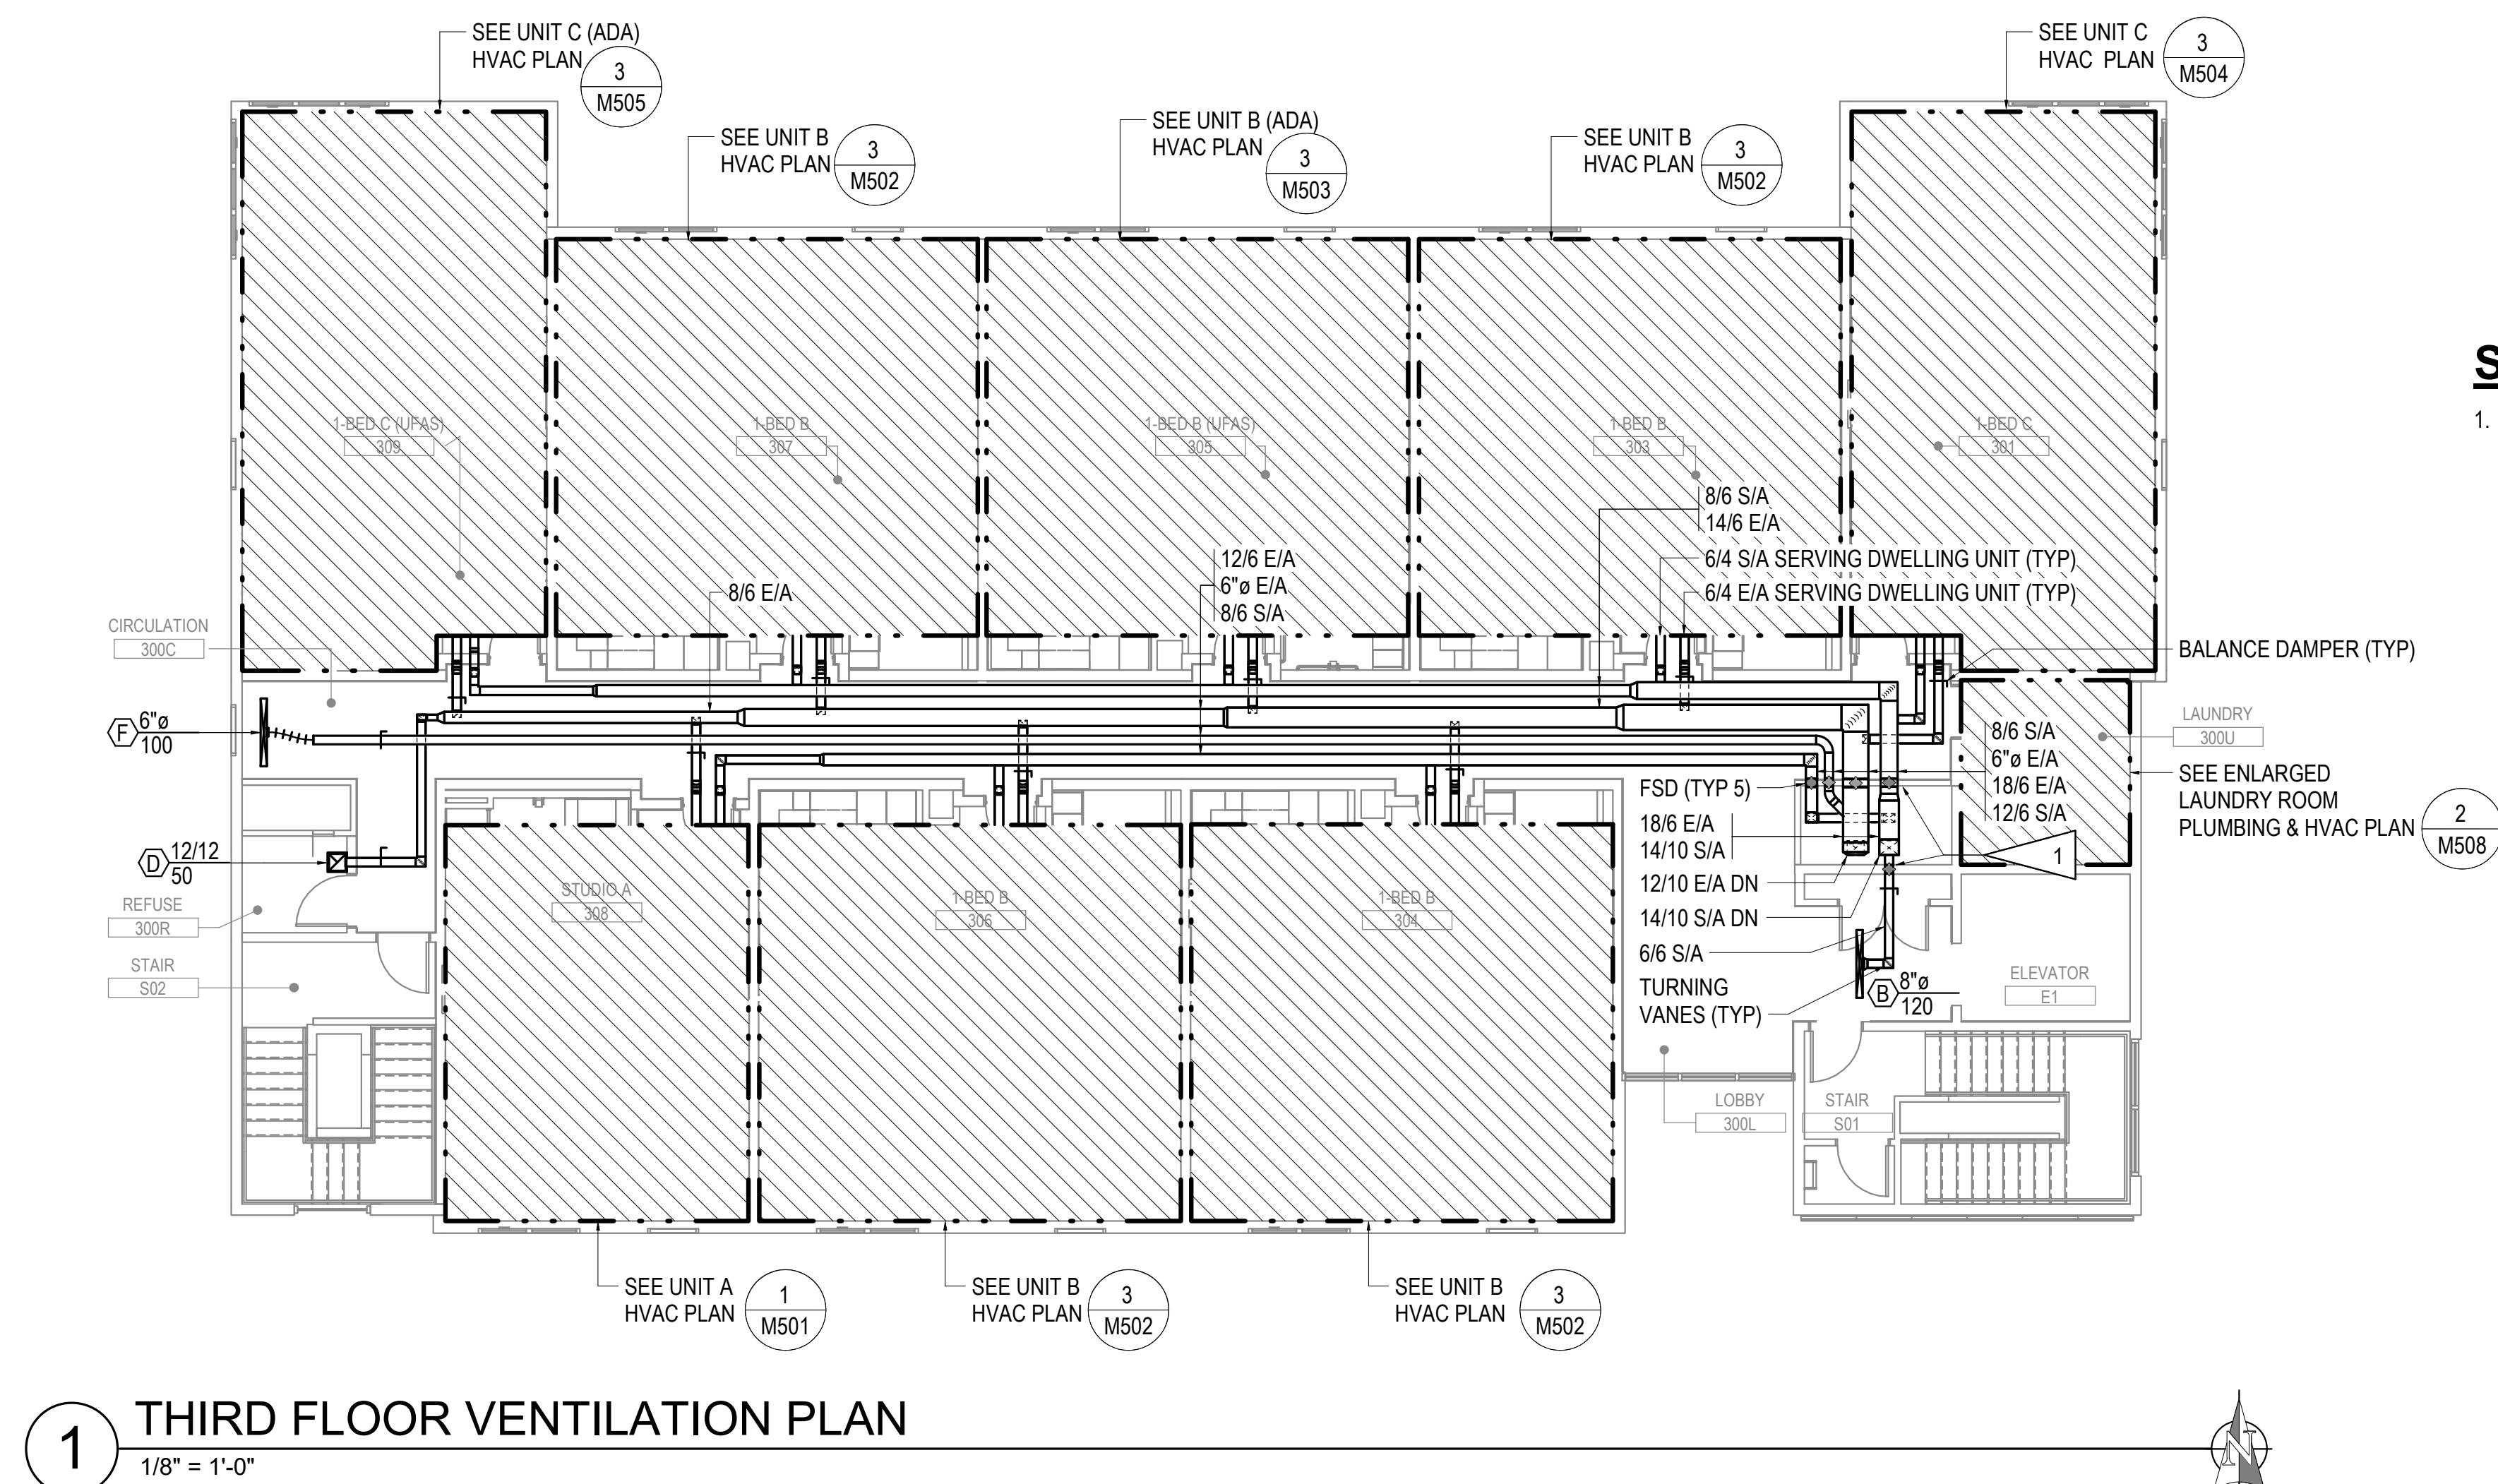 SEE UNIT C (ADA)
HVAC PLAN
3
M505
SEE UNIT C
HVAC PLAN
3
M504
SEE UNIT B
HVAC PLAN
3
M502
SEE UNIT B (ADA)
HVAC PLAN
3
M503
SEE UNIT B
HVAC PLAN
3
M502
S
1.
1-BED C (UFAS)
309
1-BED B
307
1-BED B (UFAS)
305
1-BED B
303
1-BED C
301
8/6 S/A
14/6 E/A
12/6 E/A
6"ø E/A
8/6 S/A
6/4 S/A SERVING DWELLING UNIT (TYP)
6/4 E/A SERVING DWELLING UNIT (TYP)
8/6 E/A
CIRCULATION
300C
BALANCE DAMPER (TYP)
F
6"ø
100
LAUNDRY
300U
8/6 S/A
6"ø E/A
18/6 E/A
12/6 S/A
SEE ENLARGED
LAUNDRY ROOM
PLUMBING & HVAC PLAN
2
M508
FSD (TYP 5)
18/6 E/A
14/10 S/A
1
D
12/12
50
12/10 E/A DN
14/10 S/A DN
6/6 S/A
TURNING
VANES (TYP)
B
8"ø
120
REFUSE
300R
STAIR
S02
STUDIO A
308
1-BED B
306
1-BED B
304
ELEVATOR
E1
LOBBY
300L
STAIR
S01
SEE UNIT A
HVAC PLAN
1
M501
SEE UNIT B
HVAC PLAN
3
M502
SEE UNIT B
HVAC PLAN
3
M502
1
THIRD FLOOR VENTILATION PLAN
1/8" = 1'-0"
N